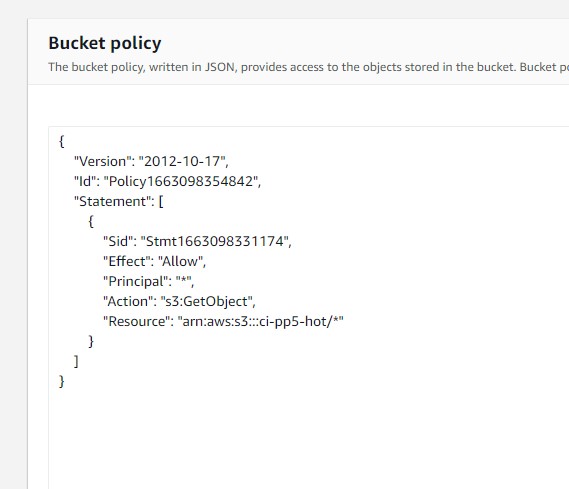 Bucket policy
The bucket policy, written in JSON, provides access to the objects stored in the bucket. Bucket
{
"Version": "2012-10-17",
"Id": "Policy1663098354842",
"Statement": [
{
"Sid": "Stmt1663098331174",
"Effect": "Allow",
"Principal": "*",
"Action": "s3:GetObject",
"Resource": "arn:aws:s3:::ci-pp5-hot/*"
}
]
}